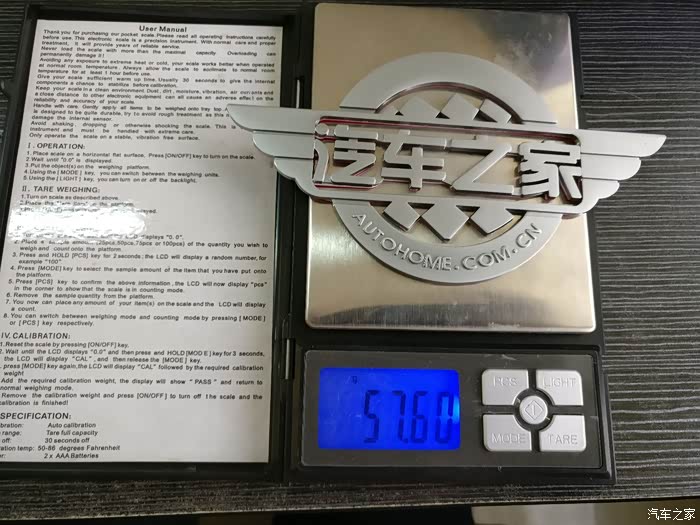 User Manual
Thank you for purchasing our pocket scale.Please read all operating instructions carefully
before use. This electronic scale is a precision instrument. With normal care and proper
treatment, it will provide years of reliable service.
Never load the scale with more than the maximal capacity. Overloading can
permanently damage it!
Avoiding any exposure to extreme heat or cold, your scale works better when operated
at normal room temperature. Always allow the scale to acclimate to normal room
temperature for at least 1 hour before use.
Give your scale sufficient warm up time. Usually 30 seconds to give the internal
components a chance to stabilize before calibration.
Keep your scale in a clean environment. Dust, dirt, moisture, vibration, air currents and
a close distance to other electronic equipment can all cause an adverse effect on the
reliability and accuracy of your scale.
Handle with care. Gently apply all items to be weighed onto tray top.
is designed to be quite durable, try to avoid rough treatment as this
damage the internal sensor.
Avoid shaking, dropping or otherwise shocking the scale. This is
instrument and must be handled with extreme care.
Only operate the scale on a stable, vibration free surface.
I. OPERATION:
1. Place scale on a horizontal flat surface. Press [ON/OFF] key to turn on the scale.
2. Wait until "0.0" is displayed.
3. Put the object(s) on the weighing platform.
4. Using the [MODE] key, you can switch between the weighing units.
5. Using the [LIGHT] key, you can turn on or off the backlight;
II. TARE WEIGHING:
1. Turn on scale as described above.
displays "0.0".
2. Place a sample amount (25pcs,50pcs,75pcs or 100pcs) of the quantity you wish to
weigh and count onto the platform.
3. Press and HOLD [PCS] key for 2 seconds; the LCD will display a random number, for
example "100"
4. Press [MODE] key to select the sample amount of the item that you have put onto
the platform.
5. Press [PCS] key to confirm the above information, the LCD will now display "pcs"
in the corner to show that the scale is in counting mode.
6. Remove the sample quantity from the platform.
7. You can now place any amount of your item(s) on the scale and the LCD will display
a count.
8. You can switch between weighing mode and counting mode by pressing [MODE]
or [PCS] key respectively.
IV. CALIBRATION:
1. Reset the scale by pressing [ON/OFF] key.
2. Wait until the LCD displays "0.0" and then press and HOLD [MODE] key for 3 seconds,
the LCD will display "CAL", and then release the [MODE] key.
press [MODE] key again, the LCD will display "CAL" followed by the required calibration
weight
Add the required calibration weight, the display will show "PASS" and return to
normal weighing mode.
Remove the calibration weight and press [ON/OFF] to turn off the scale and the
calibration is finished!
SPECIFICATION:
bration: Auto calibration
range: Tare full capacity
off: 30 seconds off
ration temp: 50-86 degrees Fahrenheit
2 x AAA Batteries
汽车之家
AUTOHOME.COM.CN
57.60
PCS LIGHT
MODE TARE
汽车之家